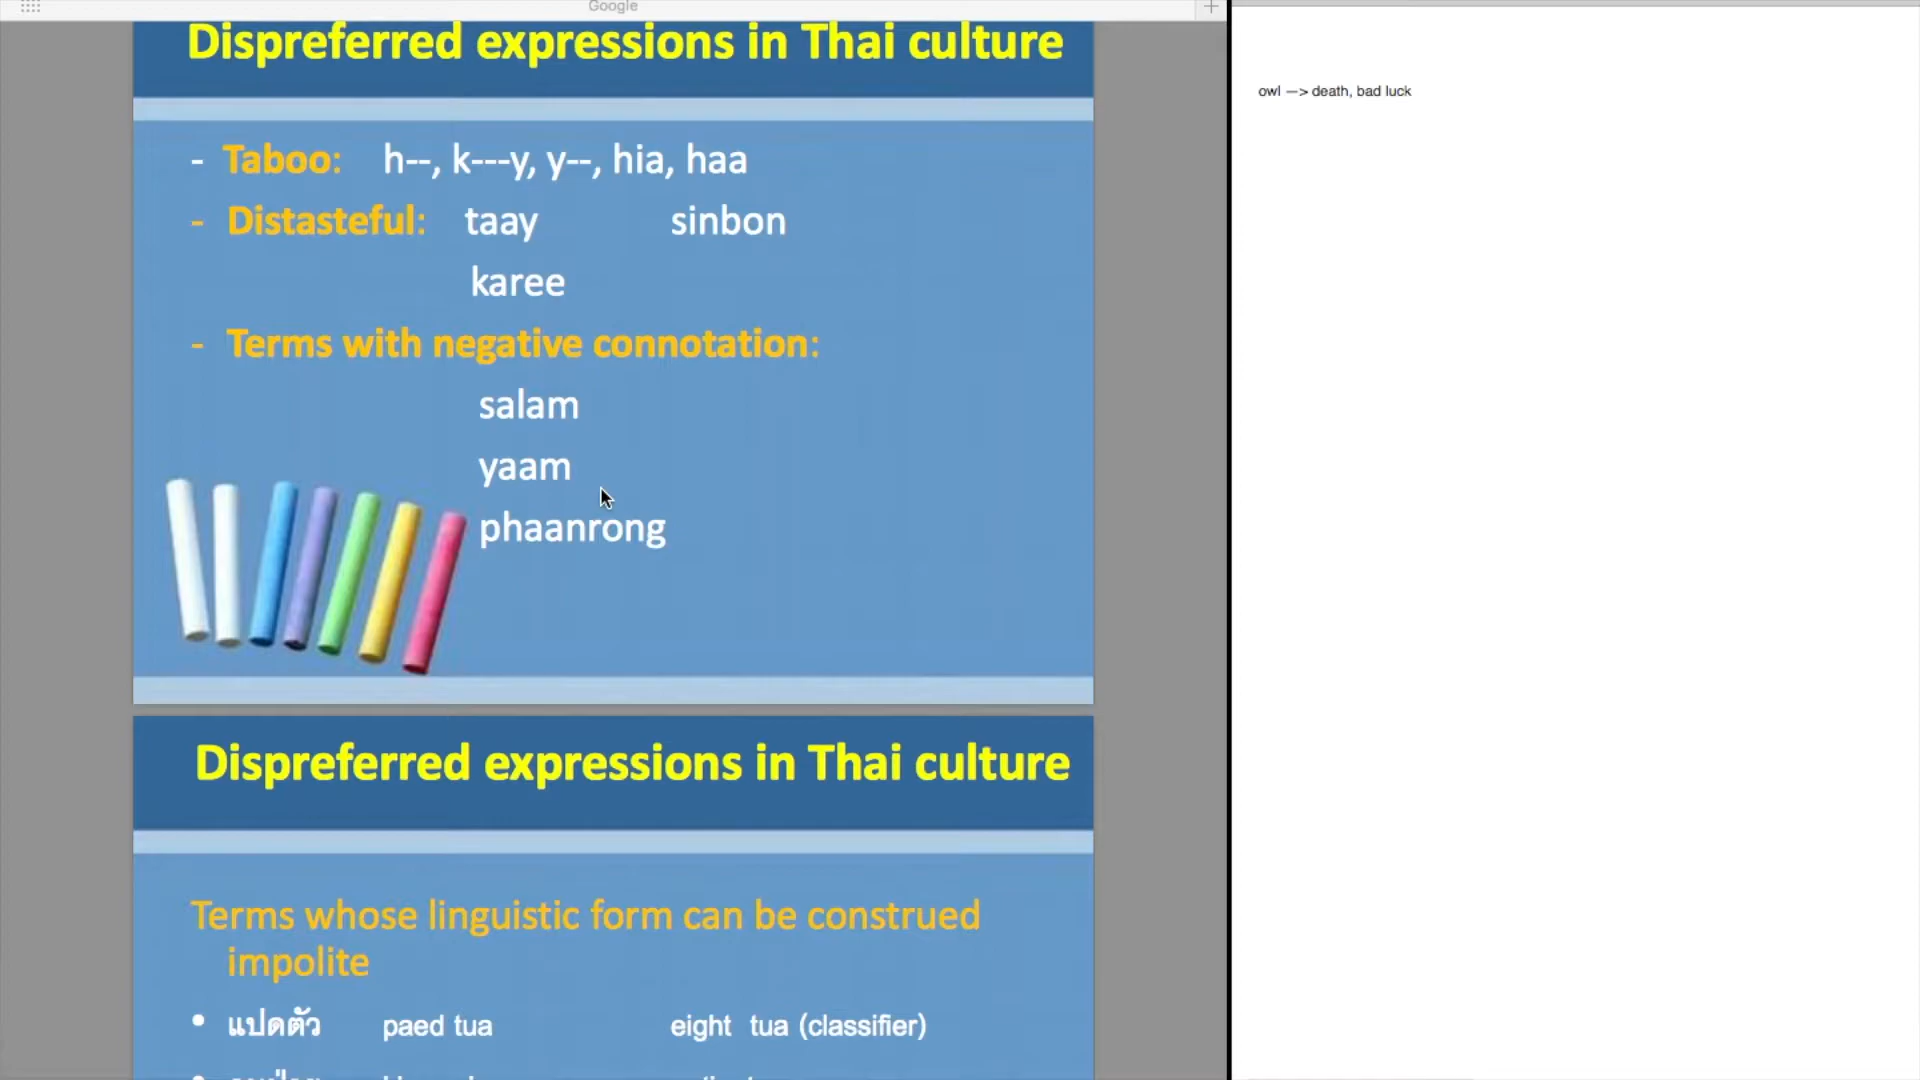 Google
Dispreferred expressions in Thai culture
- Taboo: h--, k---y, y--, hia, haa
- Distasteful: taay sinbon
karee
- Terms with negative connotation:
salam
yaam
phaanrong
Dispreferred expressions in Thai culture
Terms whose linguistic form can be construed
impolite
• แปดตัว paed tua eight tua (classifier)
owl —> death, bad luck